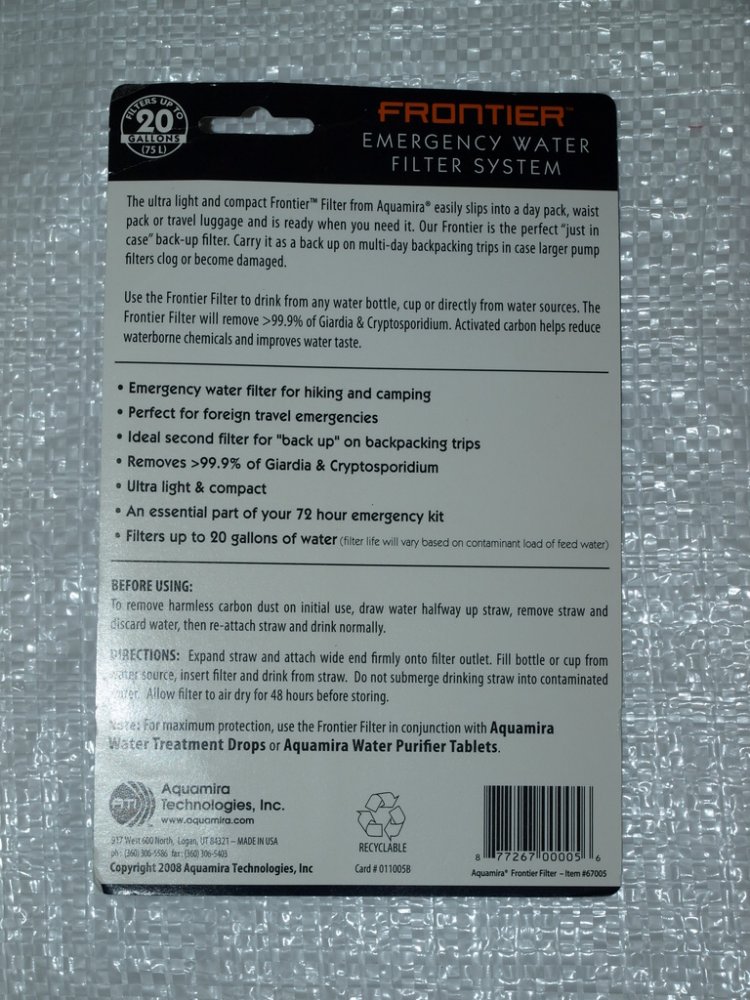 FILTERS UP TO
20
GALLONS
(75 L)
FRONTIER™
EMERGENCY WATER
FILTER SYSTEM
The ultra light and compact Frontier™ Filter from Aquamira® easily slips into a day pack, waist
pack or travel luggage and is ready when you need it. Our Frontier is the perfect "just in
case" back-up filter. Carry it as a back up on multi-day backpacking trips in case larger pump
filters clog or become damaged.
Use the Frontier Filter to drink from any water bottle, cup or directly from water sources. The
Frontier Filter will remove >99.9% of Giardia & Cryptosporidium. Activated carbon helps reduce
waterborne chemicals and improves water taste.
• Emergency water filter for hiking and camping
• Perfect for foreign travel emergencies
• Ideal second filter for "back up" on backpacking trips
• Removes >99.9% of Giardia & Cryptosporidium
• Ultra light & compact
• An essential part of your 72 hour emergency kit
• Filters up to 20 gallons of water (filter life will vary based on contaminant load of feed water)
BEFORE USING:
To remove harmless carbon dust on initial use, draw water halfway up straw, remove straw and
discard water, then re-attach straw and drink normally.
DIRECTIONS: Expand straw and attach wide end firmly onto filter outlet. Fill bottle or cup from
water source, insert filter and drink from straw. Do not submerge drinking straw into contaminated
water. Allow filter to air dry for 48 hours before storing.
Note: For maximum protection, use the Frontier Filter in conjunction with Aquamira
Water Treatment Drops or Aquamira Water Purifier Tablets.
ATI
Aquamira
Technologies, Inc.
www.aquamira.com
917 West 600 North, Logan, UT 84321 – MADE IN USA
ph: (360) 306-5586 fax: (360) 306-5403
Copyright 2008 Aquamira Technologies, Inc
RECYCLABLE
Card # 011005B
8 77267 00005 6
Aquamira® Frontier Filter – Item #67005